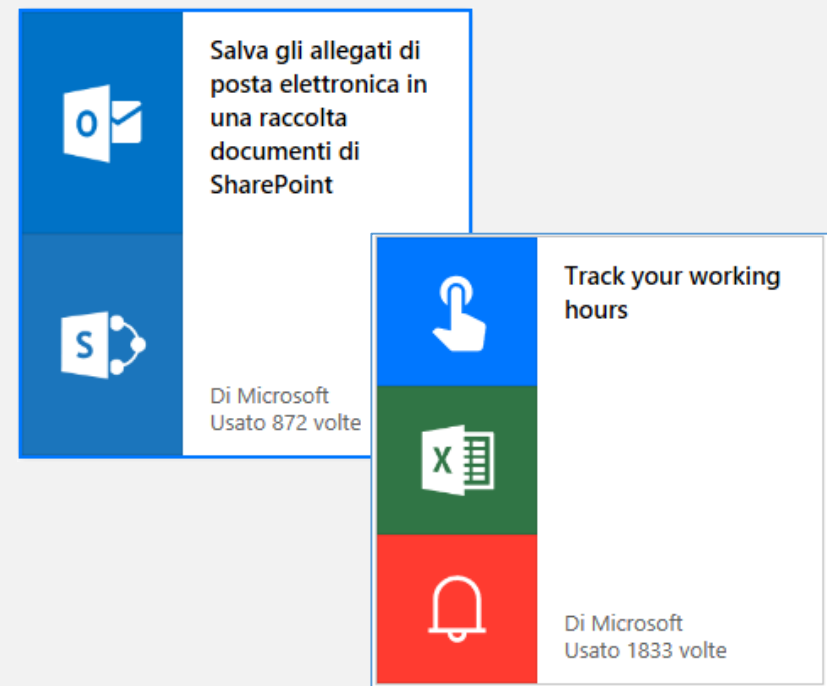 Salva gli allegati di
posta elettronica in
una raccolta
documenti di
SharePoint
Di Microsoft
Usato 872 volte
Track your working
hours
Di Microsoft
Usato 1833 volte
O
S
X